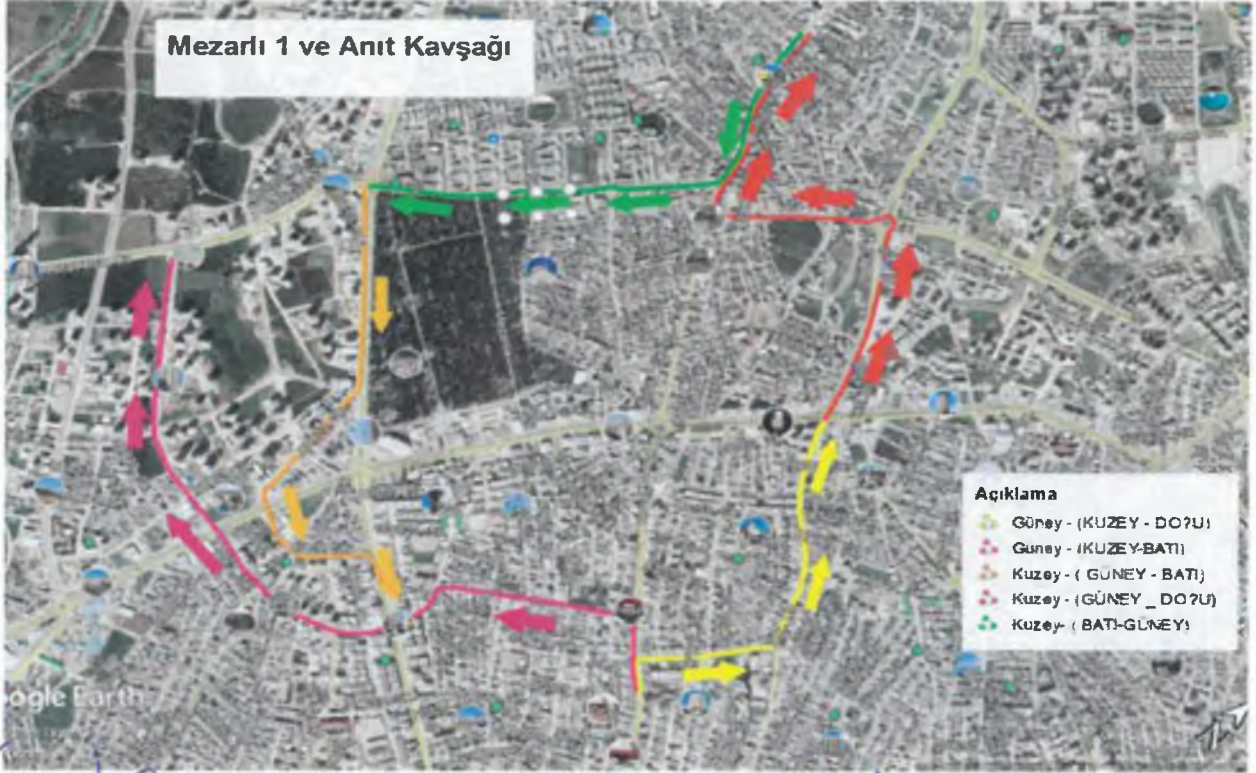 Mezarlı 1 ve Anıt Kavşağı
Açıklama
Güney - (KUZEY - DO?U)
Guney - (KUZEY-BATI)
Kuzey - ( GÜNEY - BATI)
Kuzey - (GÜNEY _ DO?U)
Kuzey- ( BATI-GÜNEY)
oogle Earth